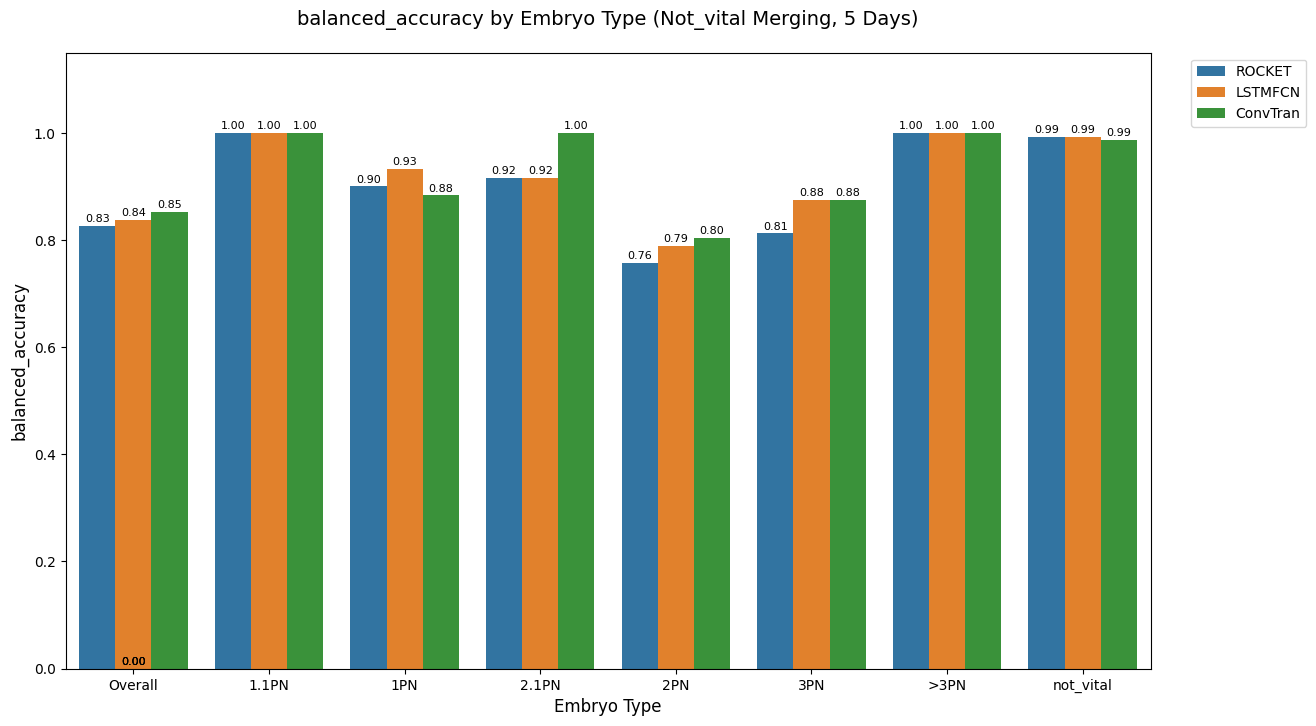 balanced_accuracy by Embryo Type (Not_vital Merging, 5 Days)
ROCKET
LSTMFCN
ConvTran
balanced_accuracy
1.0
0.8
0.6
0.4
0.2
0.0
0.83 0.84 0.85
1.00 1.00 1.00
0.90 0.93 0.88
0.92 0.92 1.00
0.76 0.79 0.80
0.81 0.88 0.88
1.00 1.00 1.00
0.99 0.99 0.99
0.00
Overall 1.1PN 1PN 2.1PN 2PN 3PN >3PN not_vital
Embryo Type